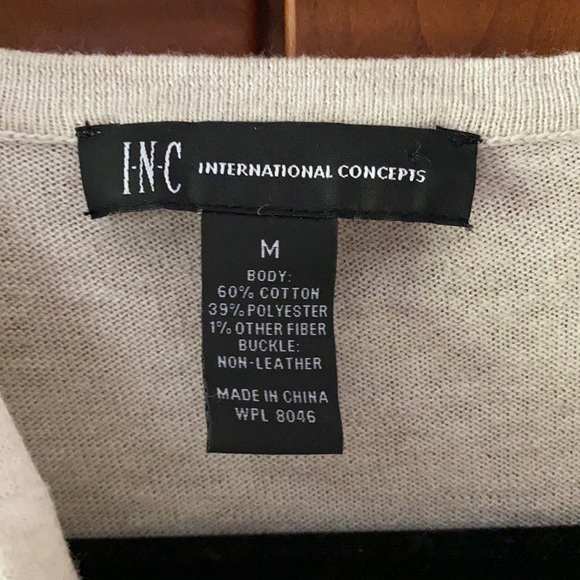 I·N·C INTERNATIONAL CONCEPTS
M
BODY:
60% COTTON
39% POLYESTER
1% OTHER FIBER
BUCKLE:
NON-LEATHER
MADE IN CHINA
WPL 8046